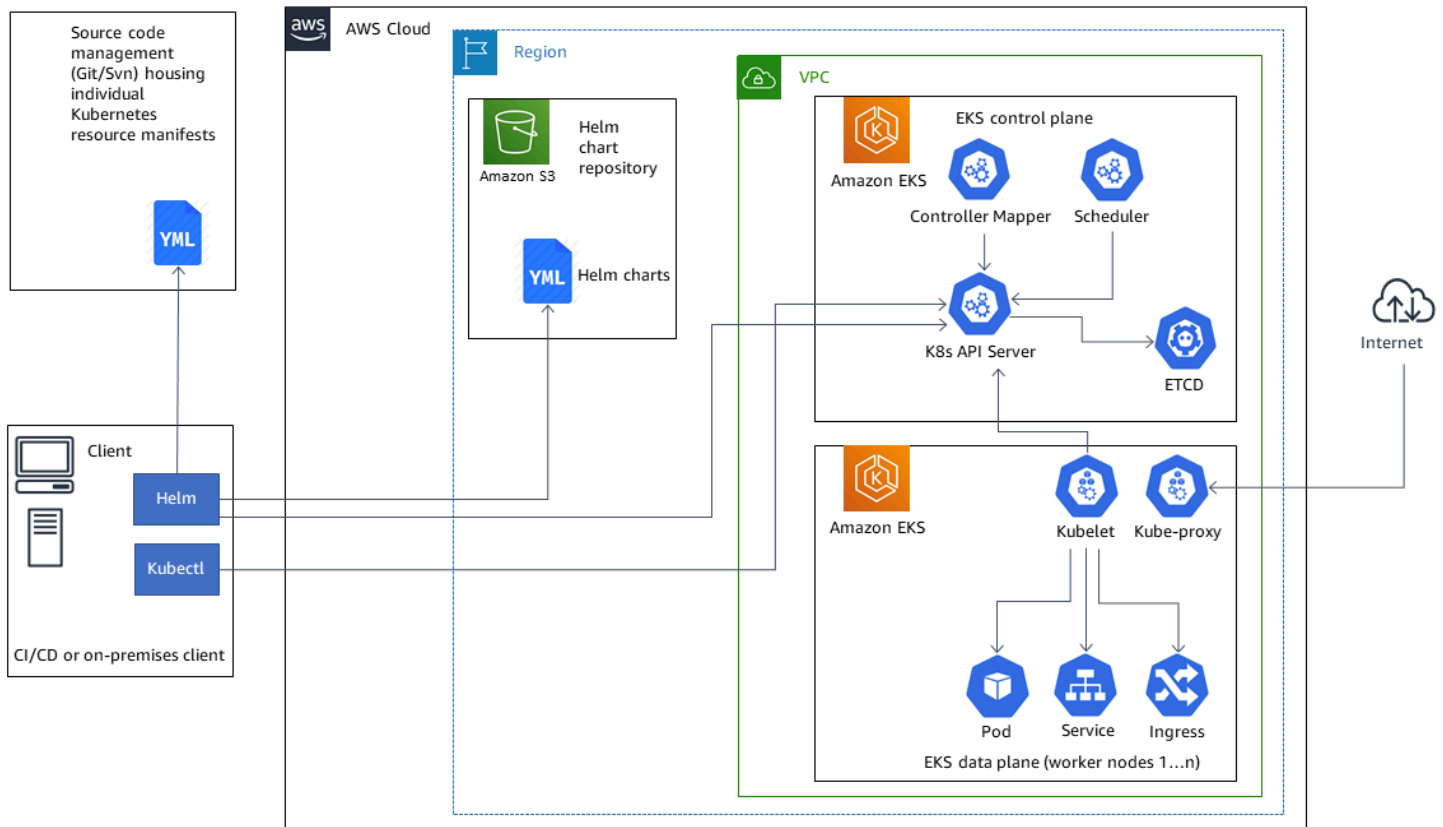 Source code
management
(Git/Svn) housing
individual
Kubernetes
resource manifests
YML
Client
Helm
Kubectl
CI/CD or on-premises client
aws
AWS Cloud
Region
Amazon S3
Helm
chart
repository
YML
Helm charts
VPC
Amazon EKS
EKS control plane
Controller Mapper
Scheduler
K8s API Server
ETCD
Amazon EKS
Kubelet
Kube-proxy
Pod
Service
Ingress
EKS data plane (worker nodes 1...n)
Internet